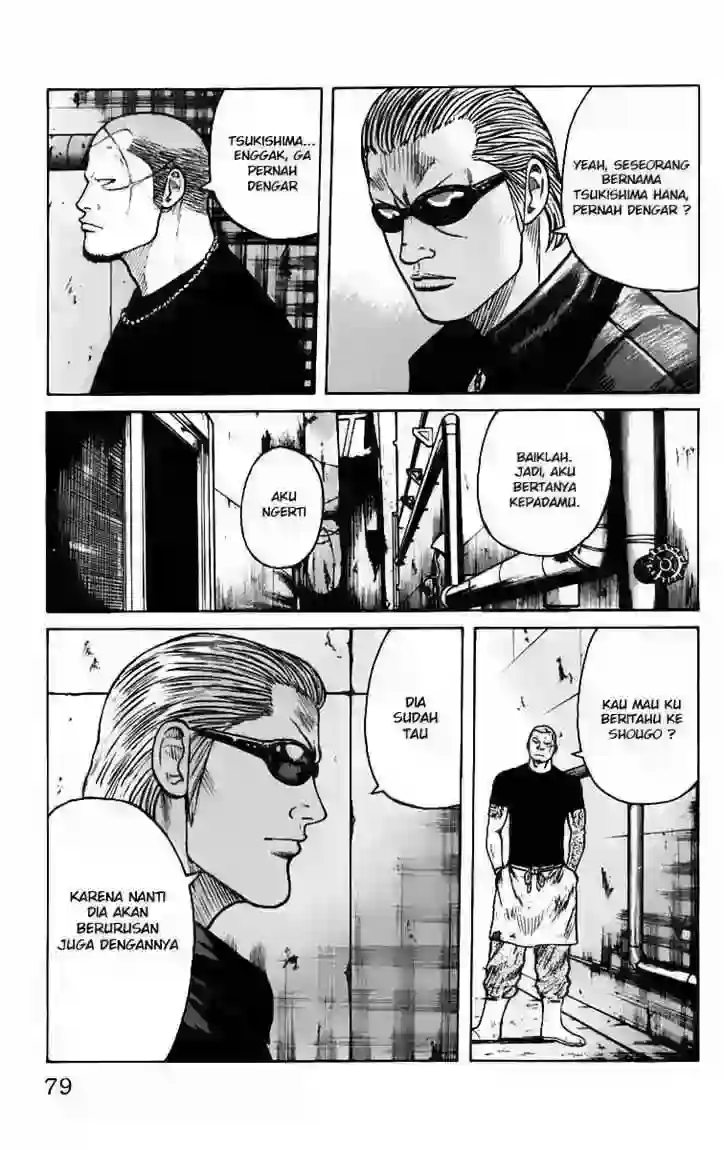 YEAH, SESEORANG
BERNAMA
TSUKISHIMA HANA,
PERNAH DENGAR ?
TSUKISHIMA...
ENGGAK, GA
PERNAH
DENGAR
BAIKLAH.
JADI, AKU
BERTANYA
KEPADAMU.
AKU
NGERTI
KAU MAU KU
BERITAHU KE
SHOUGO ?
DIA
SUDAH
TAU
KARENA NANTI
DIA AKAN
BERURUSAN
JUGA DENGANNYA
79